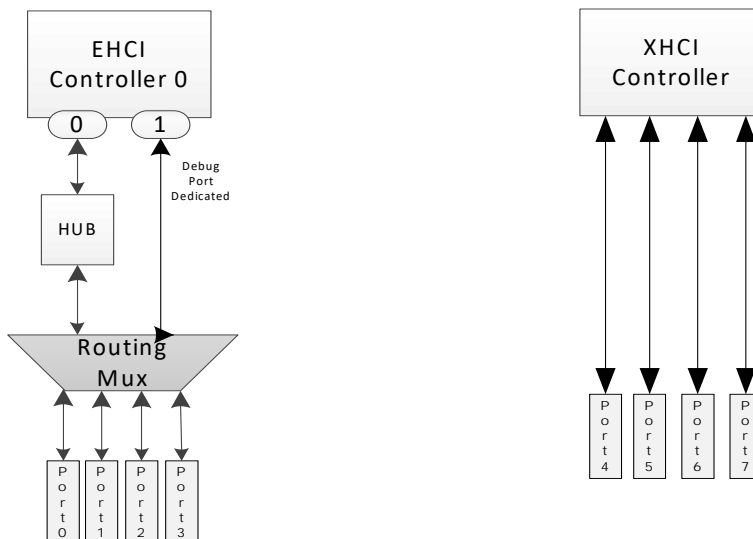 EHCI
Controller 0
0
1
Debug
Port
Dedicated
HUB
Routing
Mux
Port0
Port1
Port2
Port3
XHCI
Controller
Port4
Port5
Port6
Port7